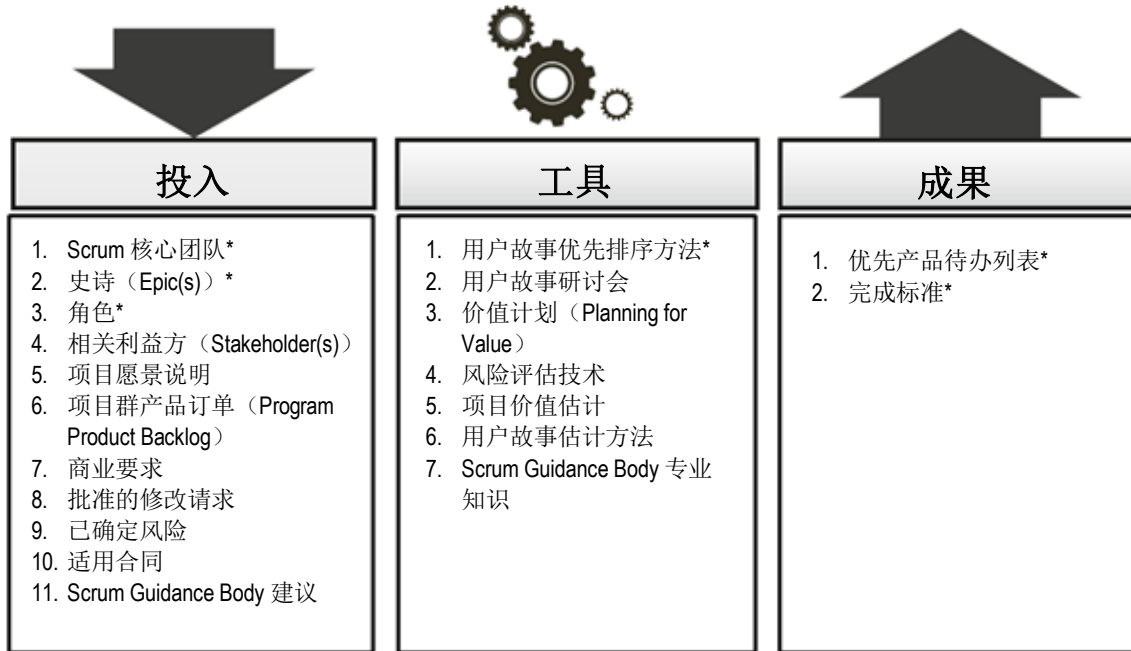 投入
1. Scrum 核心团队*
2. 史诗（Epic(s)）*
3. 角色*
4. 相关利益方（Stakeholder(s)）
5. 项目愿景说明
6. 项目群产品订单（Program
Product Backlog）
7. 商业要求
8. 批准的修改请求
9. 已确定风险
10. 适用合同
11. Scrum Guidance Body 建议
工具
1. 用户故事优先排序方法*
2. 用户故事研讨会
3. 价值计划（Planning for
Value）
4. 风险评估技术
5. 项目价值估计
6. 用户故事估计方法
7. Scrum Guidance Body 专业
知识
成果
1. 优先产品待办列表*
2. 完成标准*